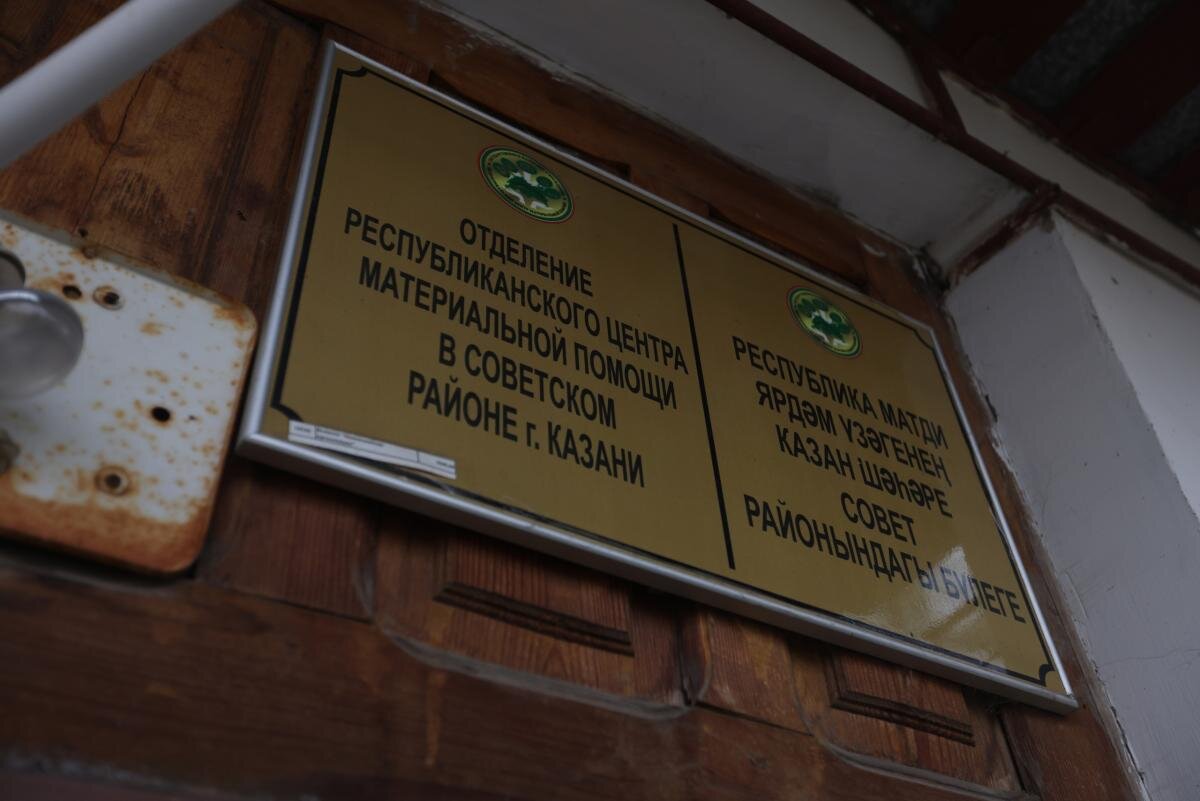 ОТДЕЛЕНИЕ
РЕСПУБЛИКАНСКОГО ЦЕНТРА
МАТЕРИАЛЬНОЙ ПОМОЩИ
В СОВЕТСКОМ
РАЙОНЕ г. КАЗАНИ
РЕСПУБЛИКА МАТДИ
ЯРДӘМ ҮЗӘГЕНЕҢ
КАЗАН ШӘҺӘРЕ
СОВЕТ
РАЙОНЫНДАГЫ БҮЛЕГЕ